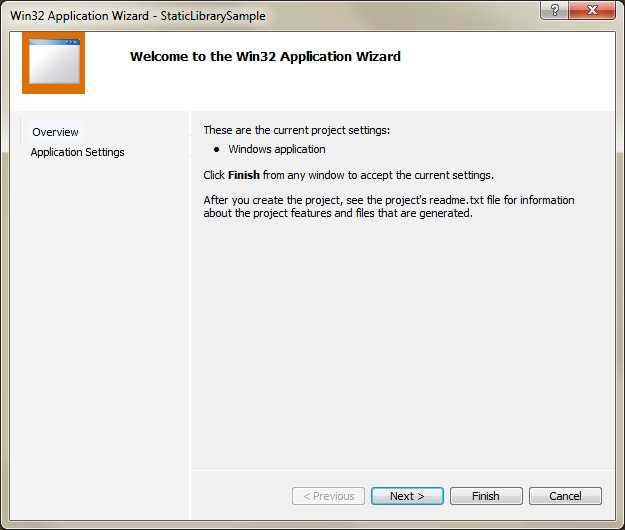 Win32 Application Wizard - StaticLibrarySample
Welcome to the Win32 Application Wizard
Overview
Application Settings
These are the current project settings:
● Windows application
Click Finish from any window to accept the current settings.
After you create the project, see the project's readme.txt file for information
about the project features and files that are generated.
< Previous
Next >
Finish
Cancel